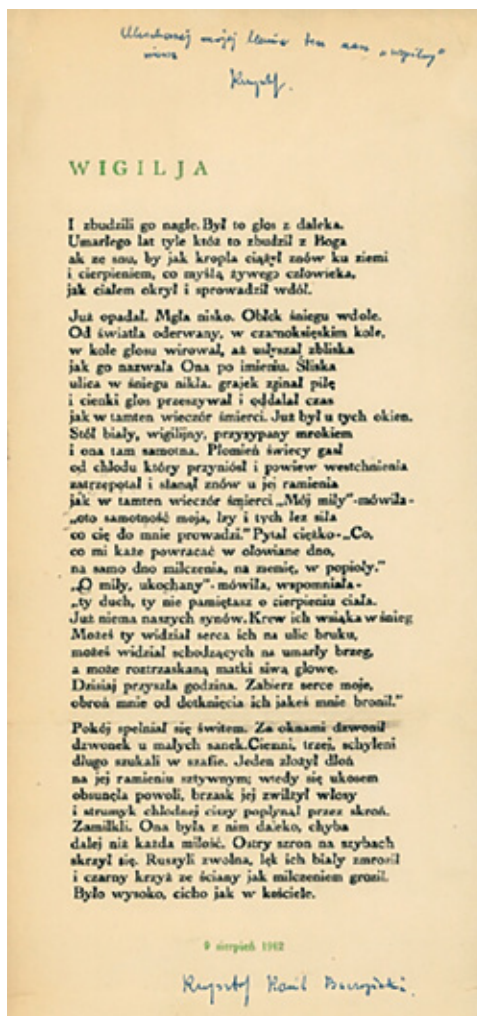 Ukochanej mojej
Krzysztof.
WIGILJA
I zbudzili go nagle. Był to głos z daleka.
Umarłego lat tyle któż to zbudził z Boga
ak ze snu, by jak kropla ciążył znów ku ziemi
i cierpieniem, co myślą żywego człowieka,
jak ciałem okrył i sprowadził wdół.
Już opadał. Mgła nisko. Obłok śniegu wdole.
Od światła oderwany, w czarnoksięskim kole,
w kole głosu wirował, aż usłyszał zbliska
jak go nazwała Ona po imieniu. Śliska
ulica w śniegu nikła. grajek zginał piłę
i cienki głos przeszywał i oddalał czas
jak w tamten wieczór śmierci. Już był u tych okien.
Stół biały, wigilijny, przysypany mrokiem
i ona tam samotna. Płomień świecy gasł
od chłodu który przyniósł i powiew westchnienia
zatrzepotał i stanął znów u jej ramienia
jak w tamten wieczór śmierci „Mój miły"-mówiła-
„oto samotność moja, łzy i tych łez siła
co cię do mnie prowadzi." Pytał ciężko-„Co,
co mi każe powracać w ołowiane dno,
na samo dno milczenia, na ziemię, w popioły."
„O miły, ukochany"-mówiła, wspomniała-
„ty duch, ty nie pamiętasz o cierpieniu ciała.
Już niema naszych synów. Krew ich wsiąka w śnieg
Możeś ty widział serca ich na ulic bruku,
możeś widział schodzących na umarły brzeg,
a może roztrzaskaną matki siwą głowę.
Dzisiaj przyszła godzina. Zabierz serce moje,
obroń mnie od dotknięcia ich jakeś mnie bronił."
Pokój spełniał się świtem. Za oknami dzwonił
dzwonek u małych sanek. Ciemni, trzej, schyleni
długo szukali w szafie. Jeden złożył dłoń
na jej ramieniu sztywnym; wtedy się ukosem
obsunęła powoli, brzask jej zwilżył włosy
i strumyk chłodnej ciszy popłynął przez skroń.
Zamilkli. Ona była z nim daleko, chyba
dalej niż każda miłość. Ostry szron na szybach
skrzył się. Ruszyli zwolna, lęk ich biały zmroził
i czarny krzyż ze ściany jak milczeniem groził.
Było wysoko, cicho jak w kościele.
9 sierpień 1942
Krzysztof Kamil Baczyński.